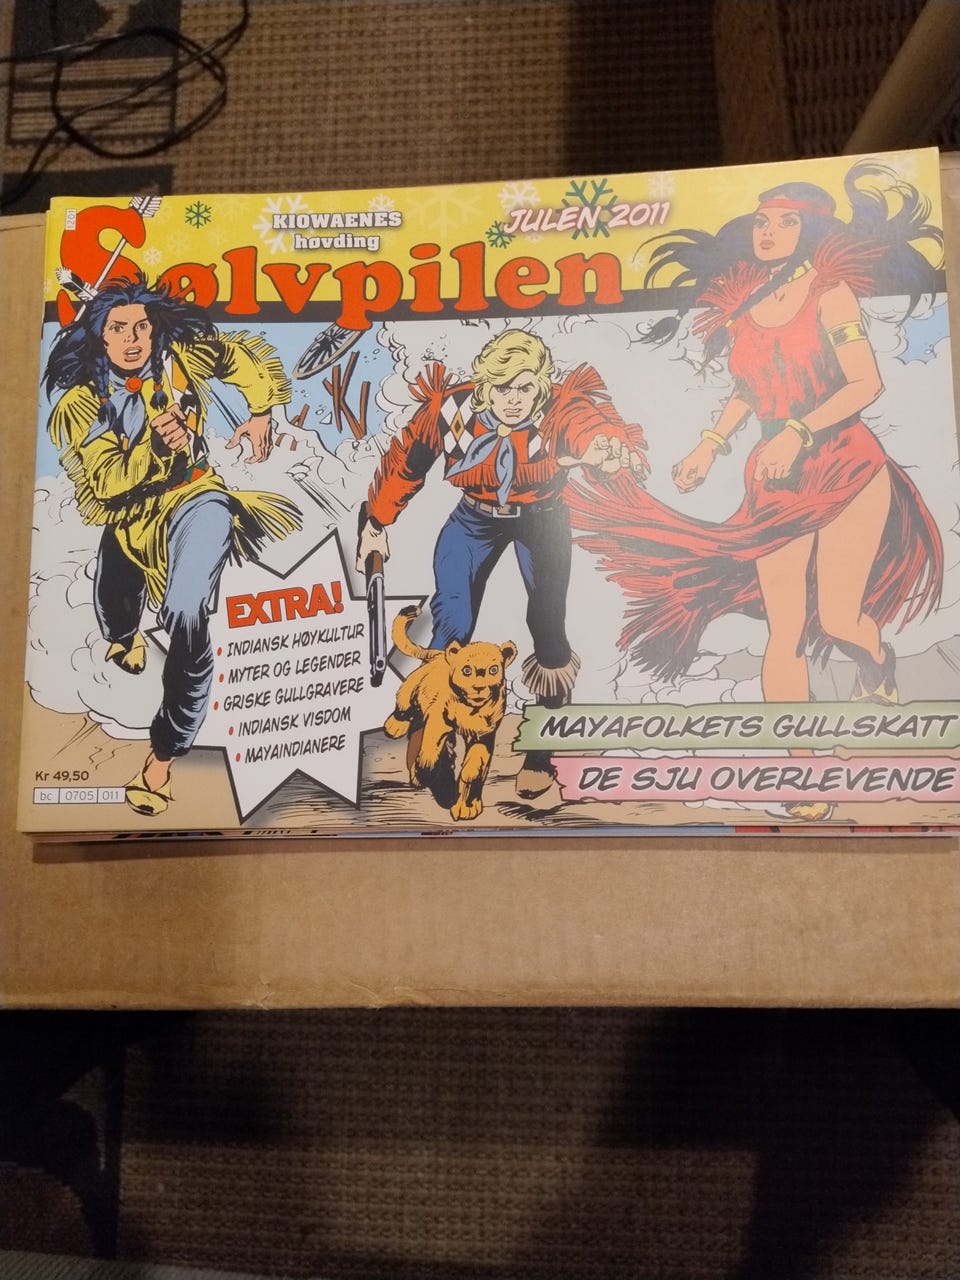 1201
KIOWAENES
høvding
JULEN 2011
Sølvpilen
EXTRA!
• INDIANSK HØYKULTUR
• MYTER OG LEGENDER
• GRISKE GULLGRAVERE
• INDIANSK VISDOM
• MAYAINDIANERE
MAYAFOLKETS GULLSKATT
DE SJU OVERLEVENDE
Kr 49,50
bc 0705 011